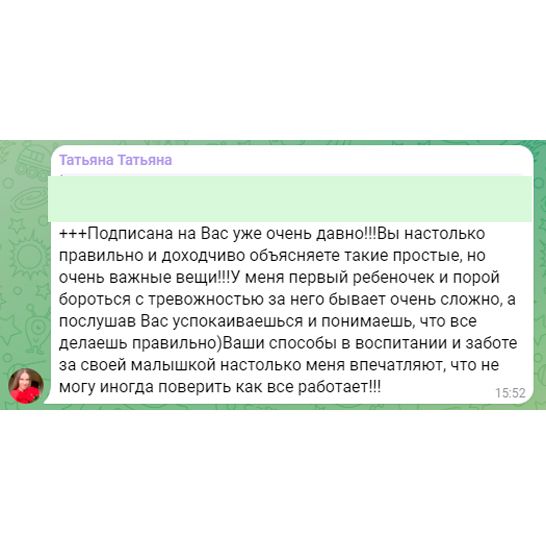 Татьяна Татьяна
+++Подписана на Вас уже очень давно!!!Вы настолько
правильно и доходчиво объясняете такие простые, но
очень важные вещи!!!У меня первый ребеночек и порой
бороться с тревожностью за него бывает очень сложно, а
послушав Вас успокаиваешься и понимаешь, что все
делаешь правильно)Ваши способы в воспитании и заботе
за своей малышкой настолько меня впечатляют, что не
могу иногда поверить как все работает!!!
15:52